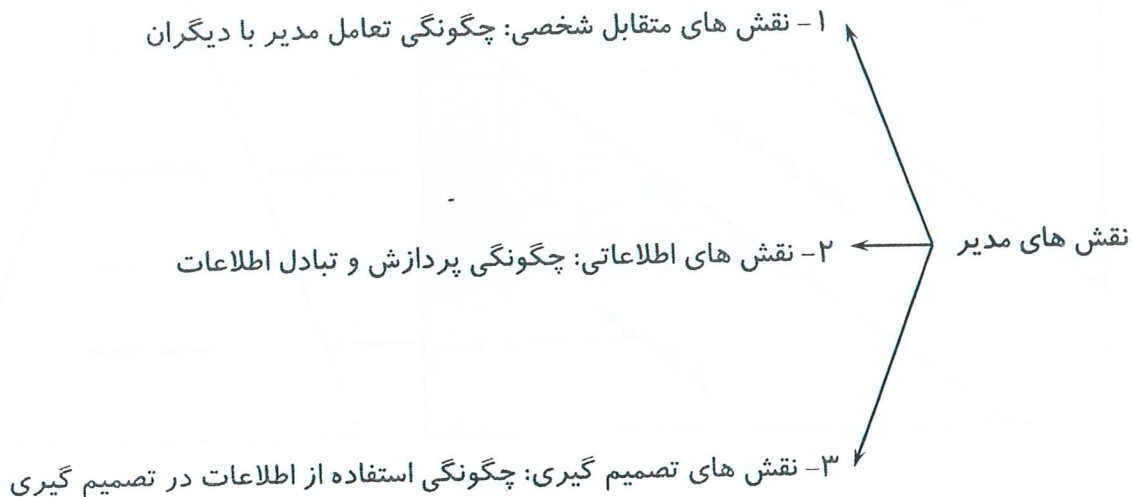 ۱- نقش های متقابل شخصی: چگونگی تعامل مدیر با دیگران
نقش های مدیر
۲- نقش های اطلاعاتی: چگونگی پردازش و تبادل اطلاعات
۳- نقش های تصمیم گیری: چگونگی استفاده از اطلاعات در تصمیم گیری